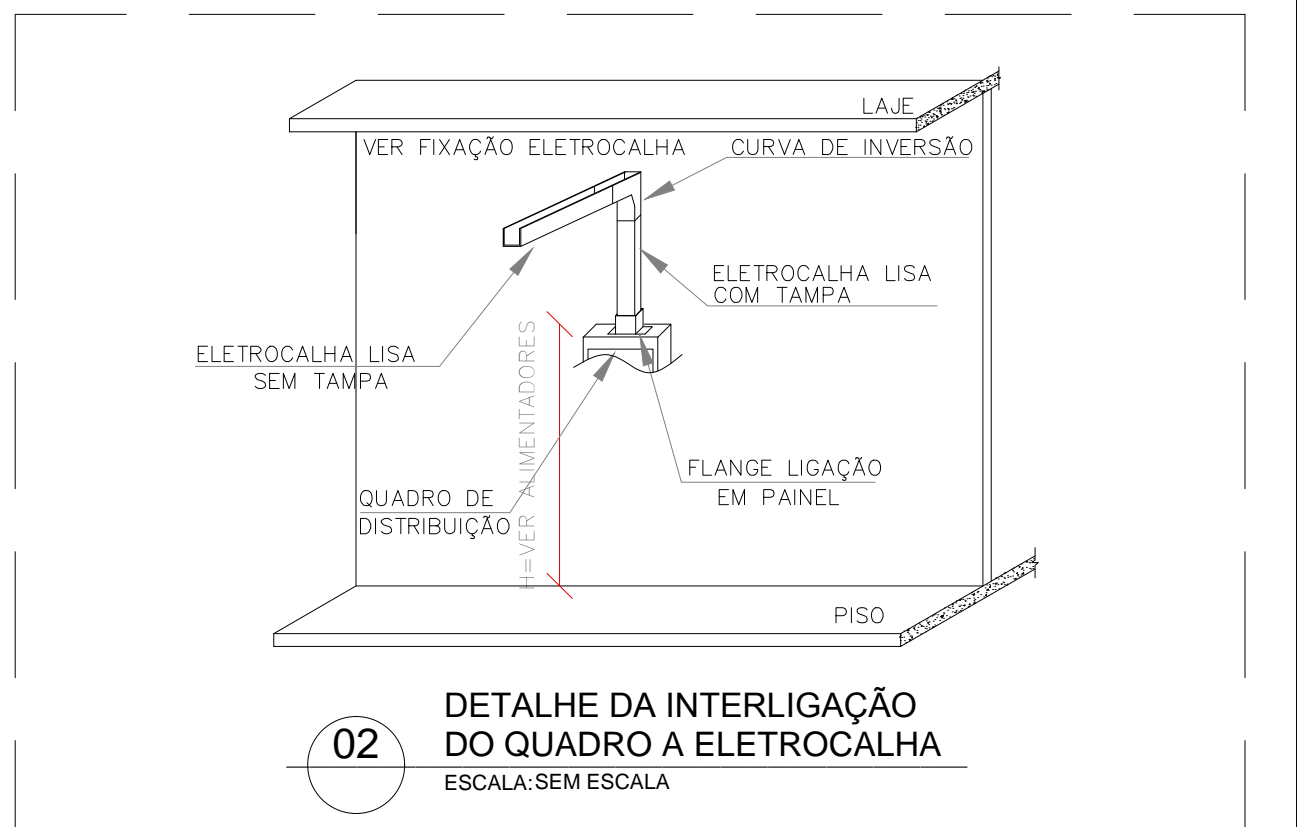 LAJE
VER FIXAÇÃO ELETROCALHA
CURVA DE INVERSÃO
ELETROCALHA LISA
COM TAMPA
ELETROCALHA LISA
SEM TAMPA
H=VER ALIMENTADORES
FLANGE LIGAÇÃO
EM PAINEL
QUADRO DE
DISTRIBUIÇÃO
PISO
02
DETALHE DA INTERLIGAÇÃO
DO QUADRO A ELETROCALHA
ESCALA:SEM ESCALA